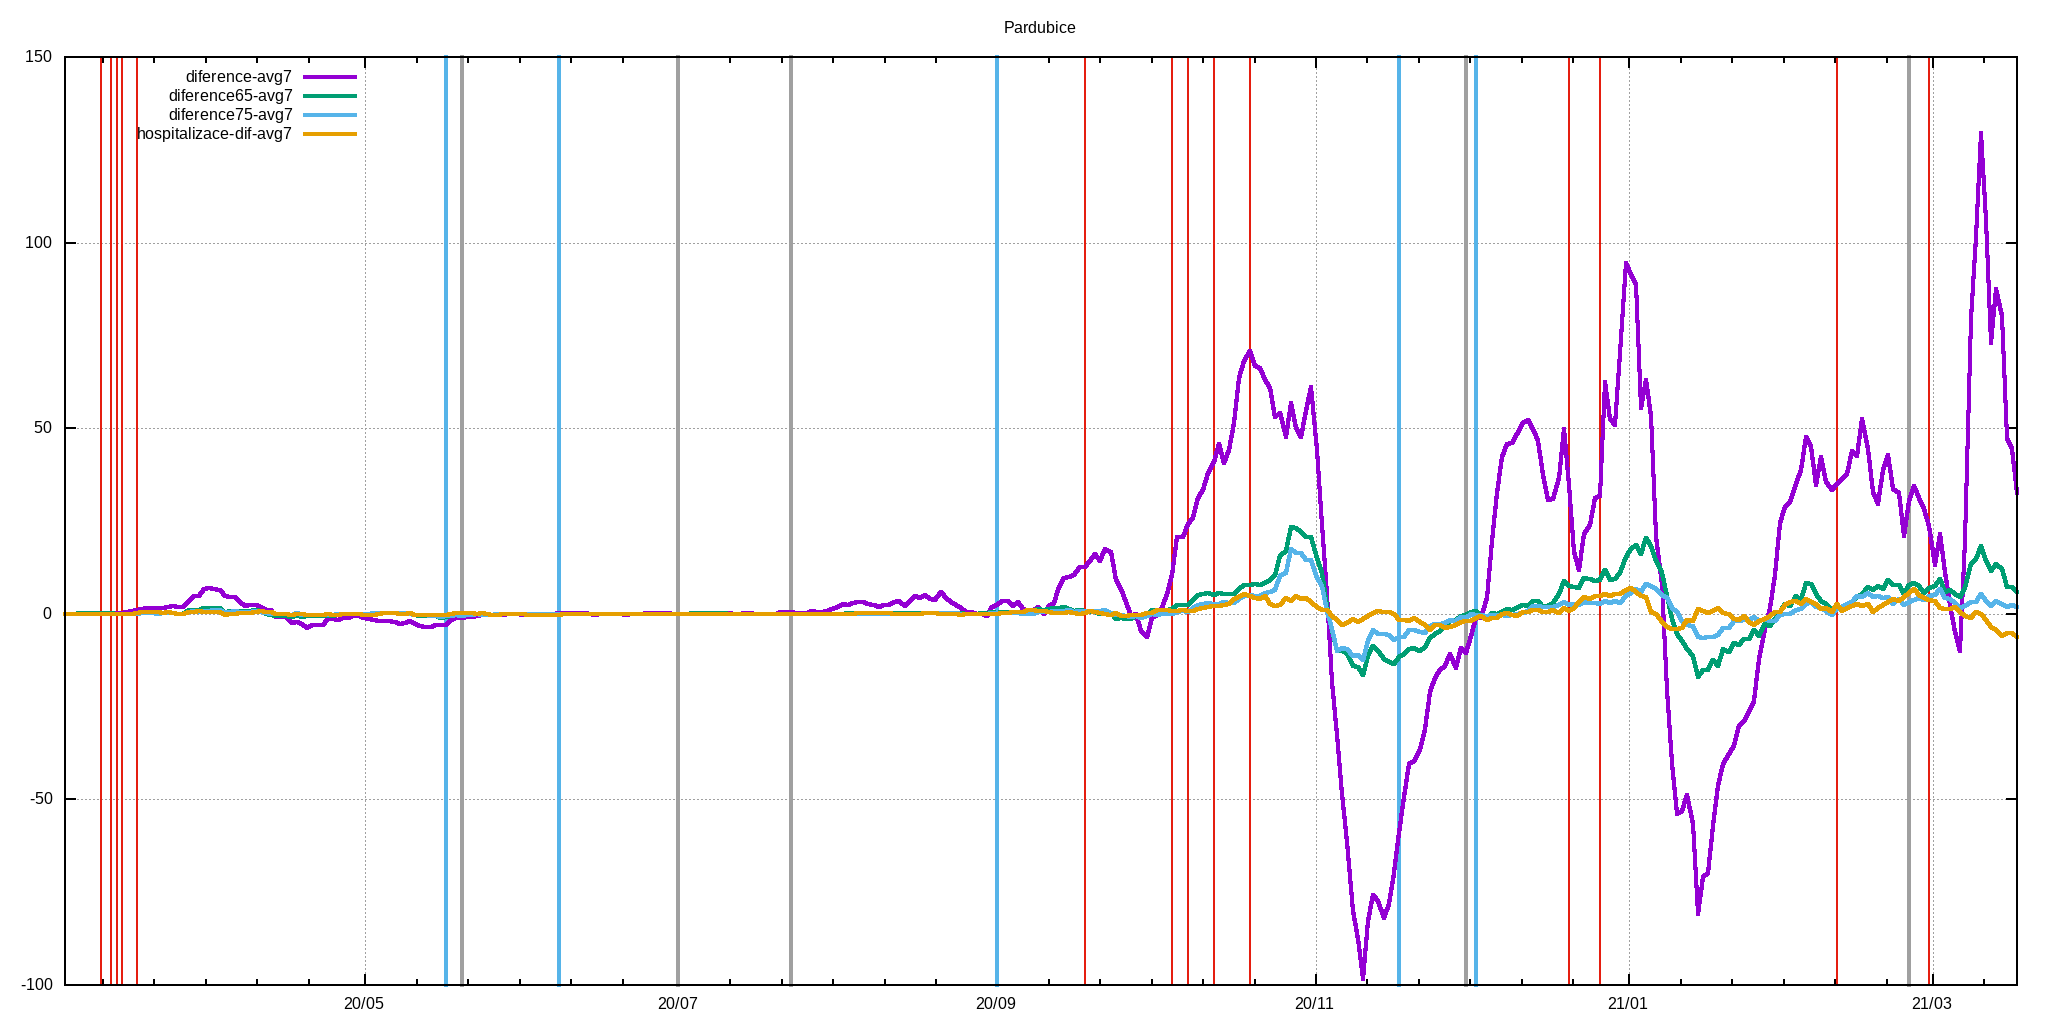 Pardubice
150
diference-avg7
diference65-avg7
diference75-avg7
hospitalizace-dif-avg7
100
50
0
-50
-100
20/05 20/07 20/09 20/11 21/01 21/03